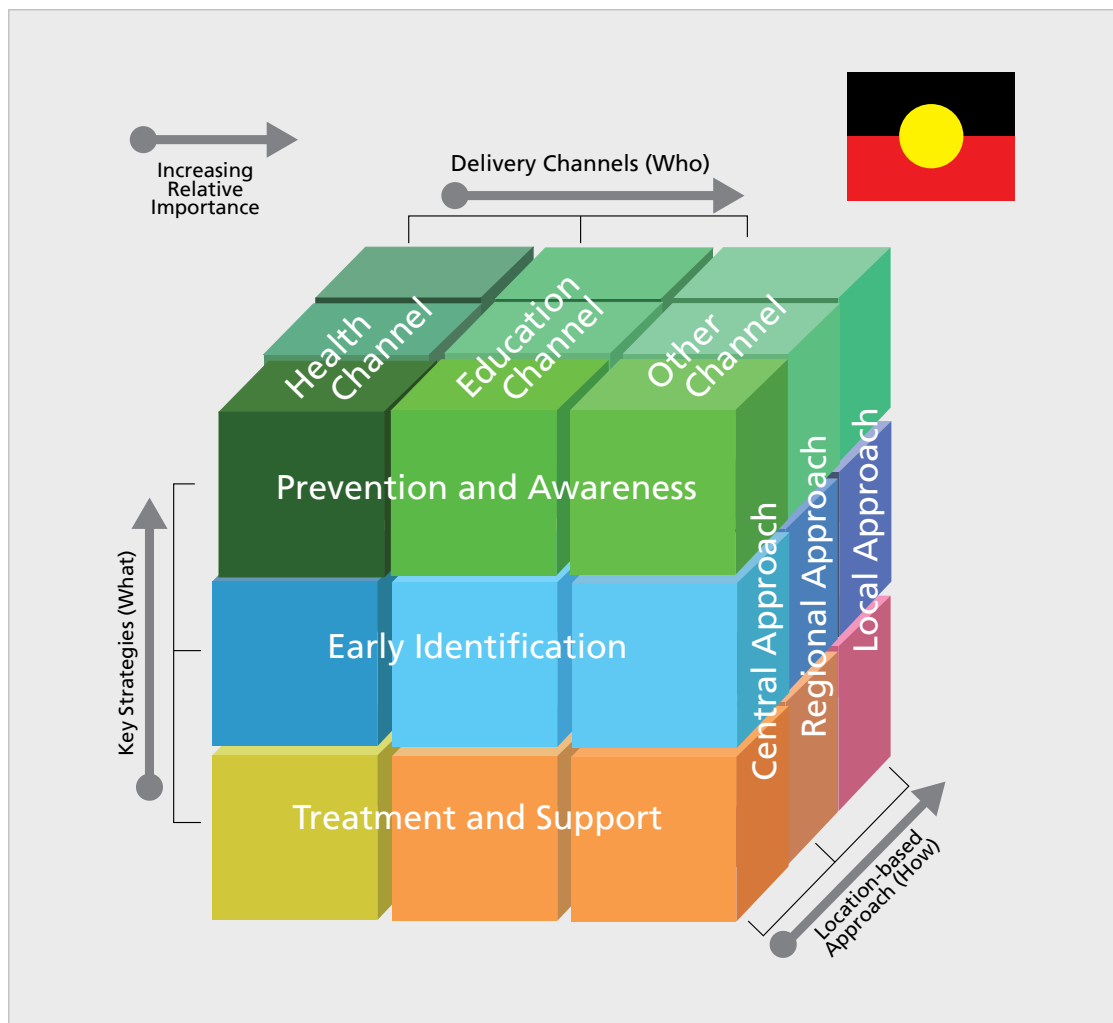 Increasing
Relative
Importance
Delivery Channels (Who)
Health
Channel
Education
Channel
Other
Channel
Prevention and Awareness
Early Identification
Treatment and Support
Key Strategies (What)
Central Approach
Regional Approach
Local Approach
Location-based
Approach (How)